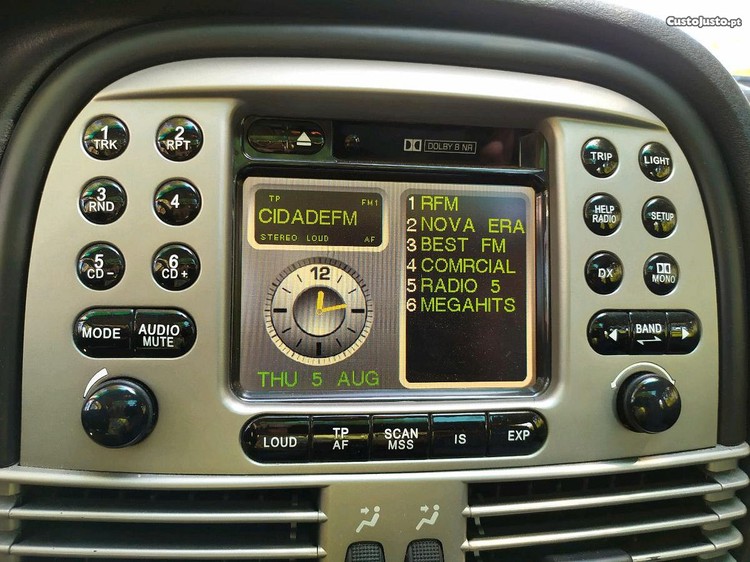 CustoJusto.pt
1 TRK
2 RPT
3 RND
4
5 CD -
6 CD +
MODE
AUDIO MUTE
DOLBY B NR
TP FM1
CIDADEFM
STEREO LOUD AF
12
THU 5 AUG
1 RFM
2 NOVA ERA
3 BEST FM
4 COMRCIAL
5 RADIO 5
6 MEGAHITS
TRIP
LIGHT
HELP RADIO
SETUP
DX
MONO
BAND
LOUD
TP AF
SCAN MSS
IS
EXP